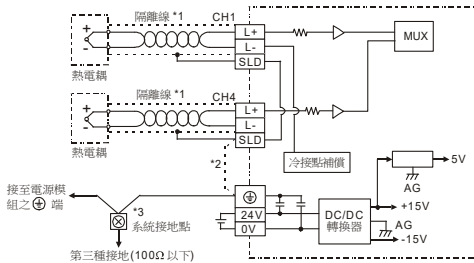 隔離線 *1
CH1
L+
L-
SLD
MUX
+
-
熱電耦
隔離線 *1
CH4
L+
L-
SLD
+
-
熱電耦
*2
冷接點補償
5V
AG
接至電源模
組之 端
*3
系統接地點
24V
0V
DC/DC
轉換器
+15V
AG
-15V
第三種接地(100Ω 以下)